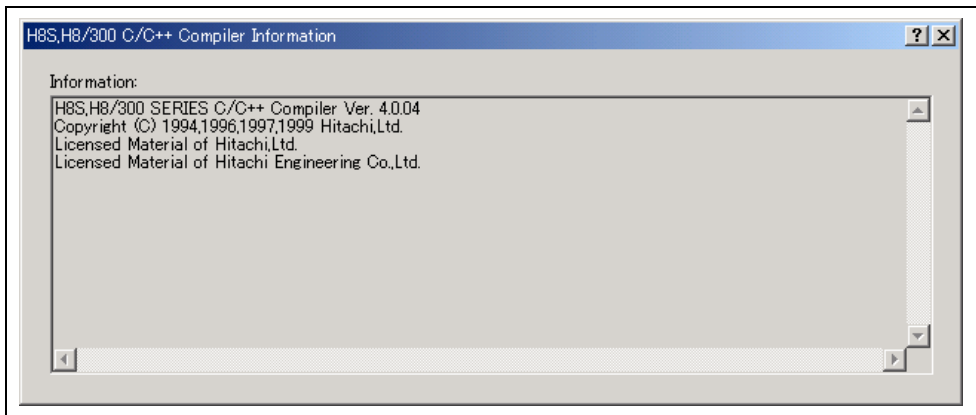 H8S,H8/300 C/C++ Compiler Information
Information:
H8S,H8/300 SERIES C/C++ Compiler Ver. 4.0.04
Copyright (C) 1994,1996,1997,1999 Hitachi,Ltd.
Licensed Material of Hitachi,Ltd.
Licensed Material of Hitachi Engineering Co.,Ltd.